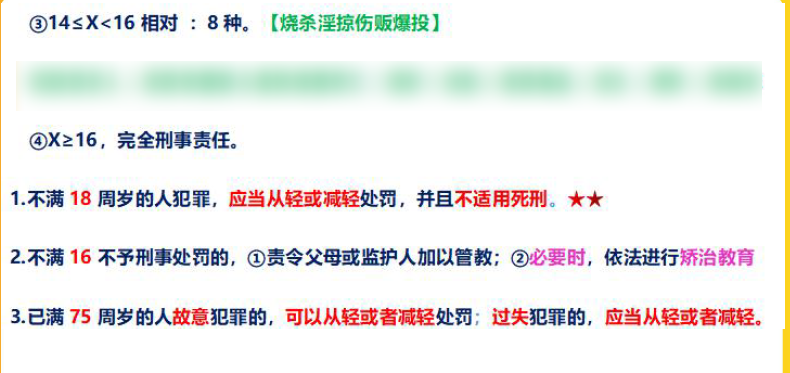 ③14≤X<16 相对 ：8 种。【烧杀淫掠伤贩爆投】
④X≥16，完全刑事责任。
1.不满 18 周岁的人犯罪，应当从轻或减轻处罚，并且不适用死刑。★★
2.不满 16 不予刑事处罚的，①责令父母或监护人加以管教；②必要时，依法进行矫治教育
3.已满 75 周岁的人故意犯罪的，可以从轻或者减轻处罚；过失犯罪的，应当从轻或者减轻。